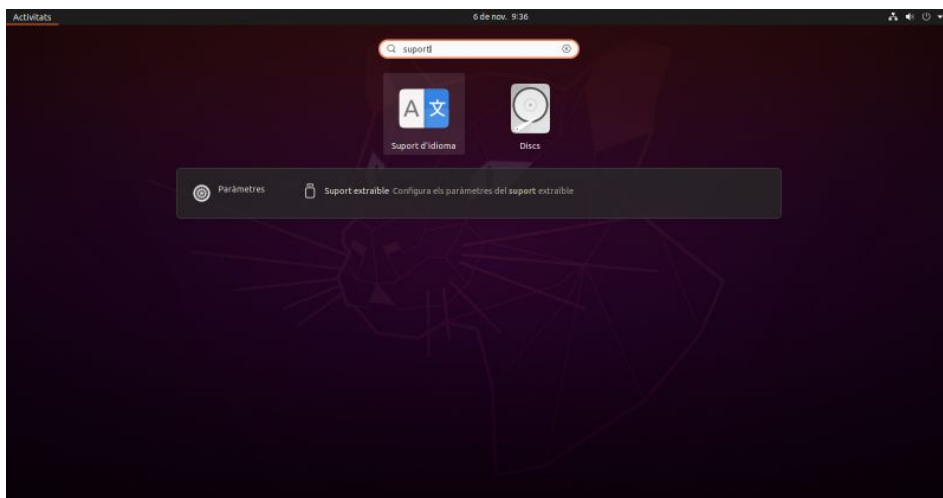 Activitats
6 de nov. 9:36
suport
Suport d'idioma
Discs
Paràmetres
Suport extraïble Configura els paràmetres del suport extraïble